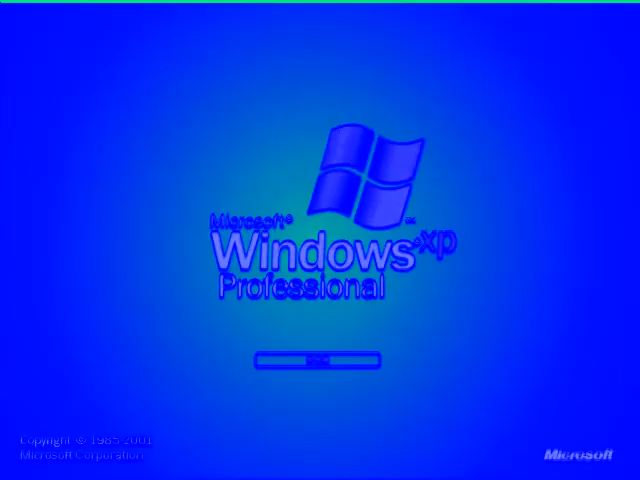 Microsoft®
Windows xp
Professional
Copyright © 1985-2001
Microsoft Corporation
Microsoft